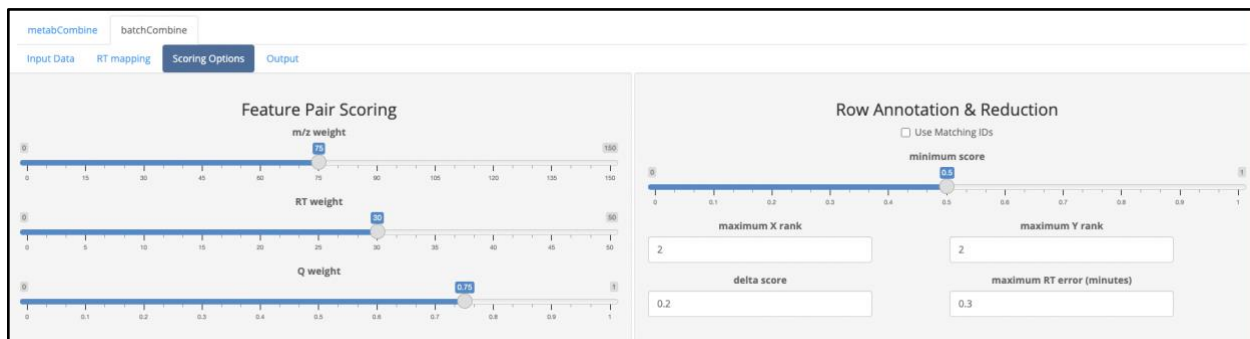 metabCombine batchCombine
Input Data RT mapping Scoring Options Output
Feature Pair Scoring
m/z weight
0 75 150
0 15 30 45 60 75 90 105 120 135 150
RT weight
0 30 50
0 5 10 15 20 25 30 35 40 45 50
Q weight
0 0.75 1
0 0.1 0.2 0.3 0.4 0.5 0.6 0.7 0.8 0.9 1
Row Annotation & Reduction
Use Matching IDs
minimum score
0 0.5 1
0 0.1 0.2 0.3 0.4 0.5 0.6 0.7 0.8 0.9 1
maximum X rank maximum Y rank
2 2
delta score maximum RT error (minutes)
0.2 0.3